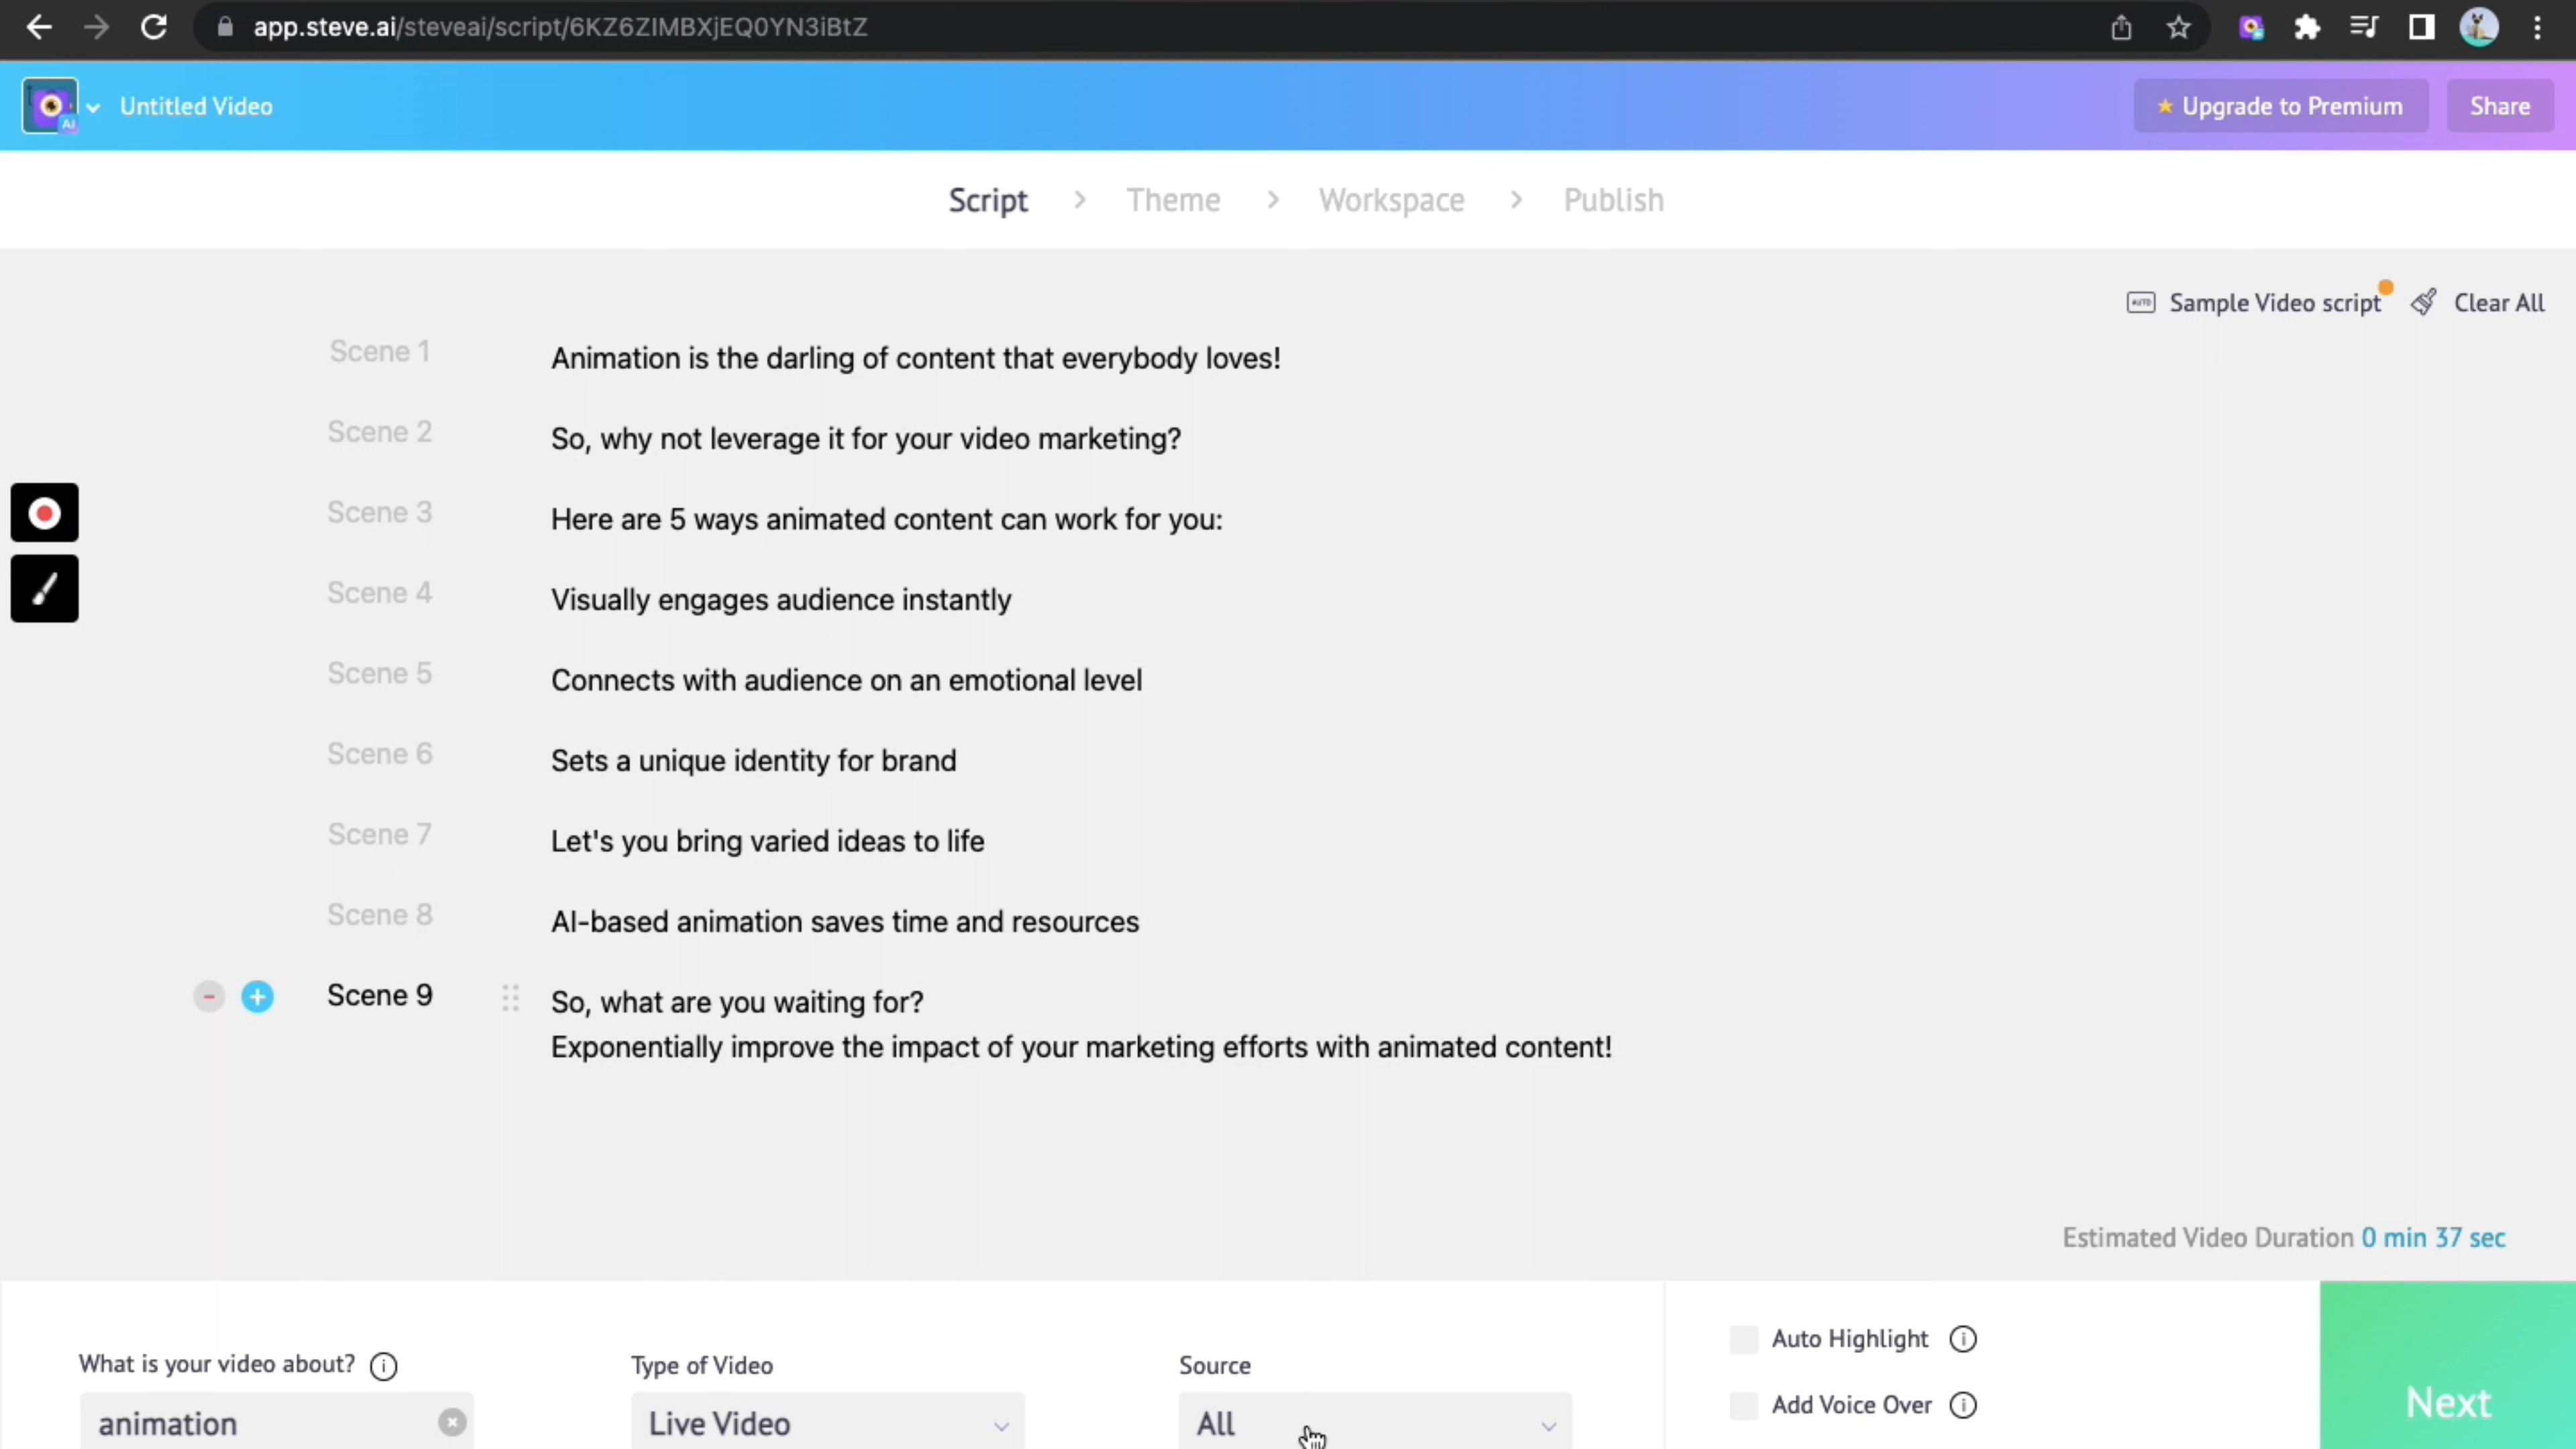 app.steve.ai/steveai/script/6KZ6ZIMBXjEQ0YN3iBtZ
AI
Untitled Video
Upgrade to Premium
Share
Script
Theme
Workspace
Publish
AUTO
Sample Video script
Clear All
Scene 1
Animation is the darling of content that everybody loves!
Scene 2
So, why not leverage it for your video marketing?
Scene 3
Here are 5 ways animated content can work for you:
Scene 4
Visually engages audience instantly
Scene 5
Connects with audience on an emotional level
Scene 6
Sets a unique identity for brand
Scene 7
Let's you bring varied ideas to life
Scene 8
AI-based animation saves time and resources
Scene 9
So, what are you waiting for?
Exponentially improve the impact of your marketing efforts with animated content!
Estimated Video Duration 0 min 37 sec
What is your video about?
animation
Type of Video
Live Video
Source
All
Auto Highlight
Add Voice Over
Next